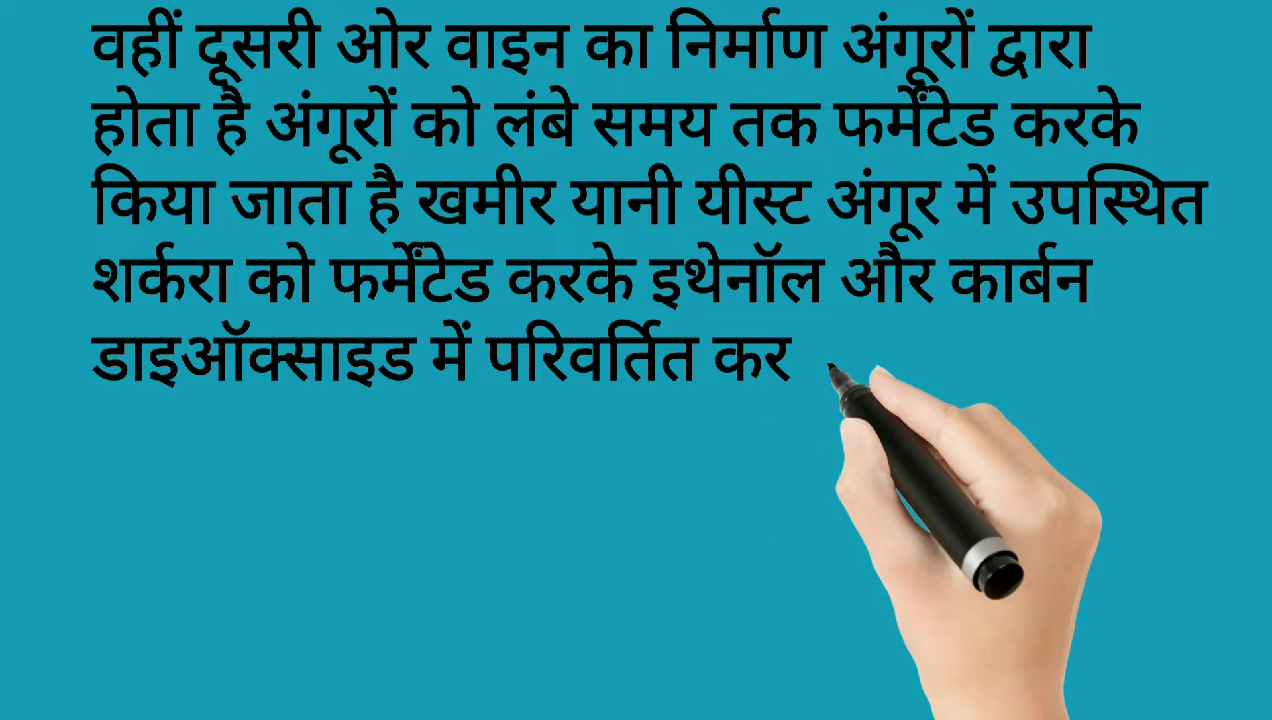 वहीं दूसरी ओर वाइन का निर्माण अंगूरों द्वारा
होता है अंगूरों को लंबे समय तक फर्मेंटेड करके
किया जाता है खमीर यानी यीस्ट अंगूर में उपस्थित
शर्करा को फर्मेंटेड करके इथेनॉल और कार्बन
डाइऑक्साइड में परिवर्तित कर